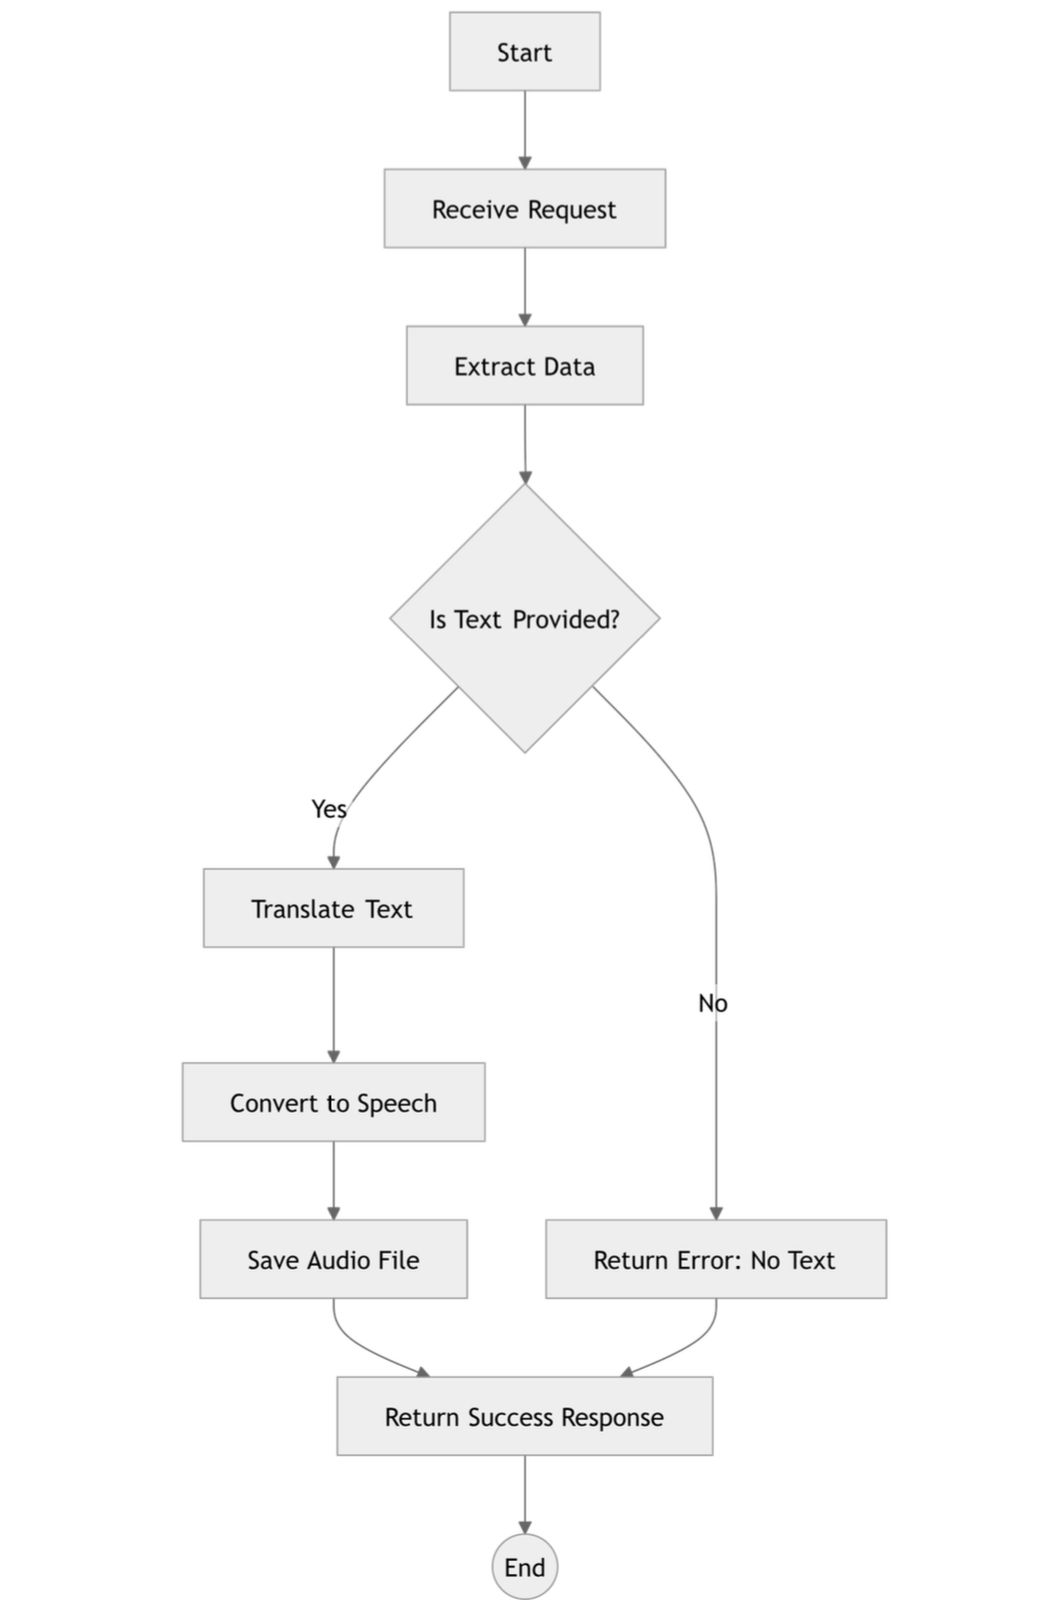 Start
Receive Request
Extract Data
Is Text Provided?
Yes
Translate Text
No
Convert to Speech
Save Audio File
Return Error: No Text
Return Success Response
End